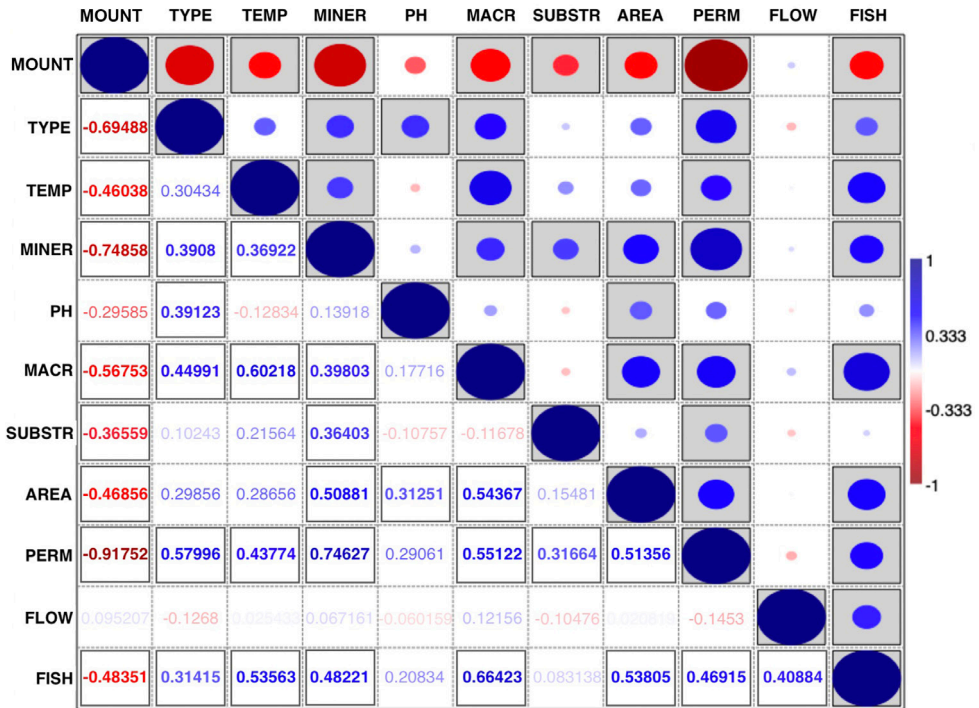 MOUNT TYPE TEMP MINER PH MACR SUBSTR AREA PERM FLOW FISH
MOUNT
TYPE -0.69488
TEMP -0.46038 0.30434
MINER -0.74858 0.3908 0.36922
PH -0.29585 0.39123 -0.12834 0.13918
MACR -0.56753 0.44991 0.60218 0.39803 0.17716
SUBSTR -0.36559 0.10243 0.21564 0.36403 -0.10757 -0.11678
AREA -0.46856 0.29856 0.28656 0.50881 0.31251 0.54367 0.15481
PERM -0.91752 0.57996 0.43774 0.74627 0.29061 0.55122 0.31664 0.51356
FLOW 0.095207 -0.1268 0.067161 -0.060159 0.12156 -0.10476 -0.1453
FISH -0.48351 0.31415 0.53563 0.48221 0.20834 0.66423 0.083138 0.53805 0.46915 0.40884
1
0.333
-0.333
-1